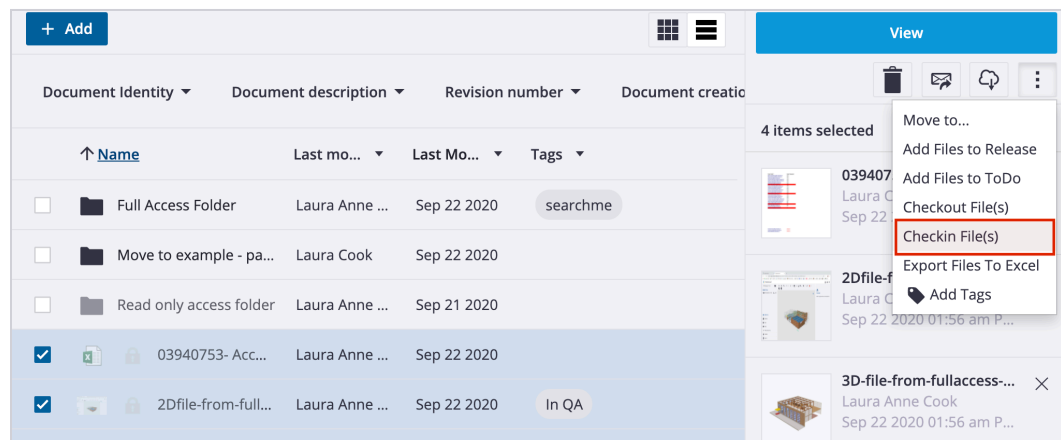 + Add
View
Document Identity
Document description
Revision number
Document creatio
Name
Last mo...
Last Mo...
Tags
Full Access Folder
Laura Anne ...
Sep 22 2020
searchme
Move to example - pa...
Laura Cook
Sep 22 2020
Read only access folder
Laura Anne ...
Sep 21 2020
03940753- Acc...
Laura Anne ...
Sep 22 2020
2Dfile-from-full...
Laura Anne ...
Sep 22 2020
In QA
4 items selected
039407
Laura C
Sep 22
2Dfile-f
Laura C
Sep 22 2020 01:56 am P...
3D-file-from-fullaccess-...
Laura Anne Cook
Sep 22 2020 01:56 am P...
Move to...
Add Files to Release
Add Files to ToDo
Checkout File(s)
Checkin File(s)
Export Files To Excel
Add Tags